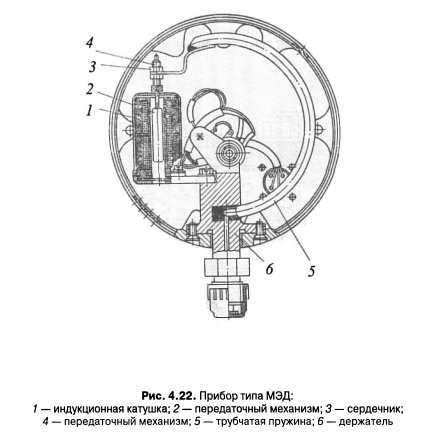 4
3
2
1
5
6
Рис. 4.22. Прибор типа МЭД:
1 — индукционная катушка; 2 — передаточный механизм; 3 — сердечник;
4 — передаточный механизм; 5 — трубчатая пружина; 6 — держатель